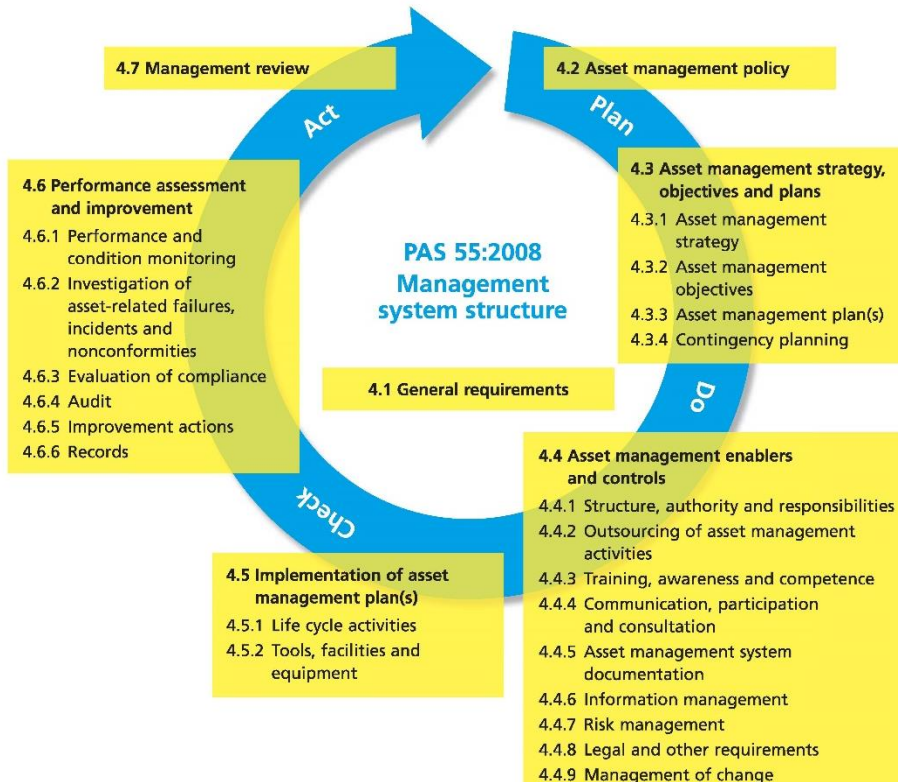 4.7 Management review
Act
4.2 Asset management policy
Plan
4.3 Asset management strategy,
objectives and plans
4.3.1 Asset management
strategy
4.3.2 Asset management
objectives
4.3.3 Asset management plan(s)
4.3.4 Contingency planning
PAS 55:2008
Management
system structure
4.1 General requirements
Do
4.4 Asset management enablers
and controls
4.4.1 Structure, authority and responsibilities
4.4.2 Outsourcing of asset management
activities
4.4.3 Training, awareness and competence
4.4.4 Communication, participation
and consultation
4.4.5 Asset management system
documentation
4.4.6 Information management
4.4.7 Risk management
4.4.8 Legal and other requirements
4.4.9 Management of change
Check
4.5 Implementation of asset
management plan(s)
4.5.1 Life cycle activities
4.5.2 Tools, facilities and
equipment
4.6 Performance assessment
and improvement
4.6.1 Performance and
condition monitoring
4.6.2 Investigation of
asset-related failures,
incidents and
nonconformities
4.6.3 Evaluation of compliance
4.6.4 Audit
4.6.5 Improvement actions
4.6.6 Records